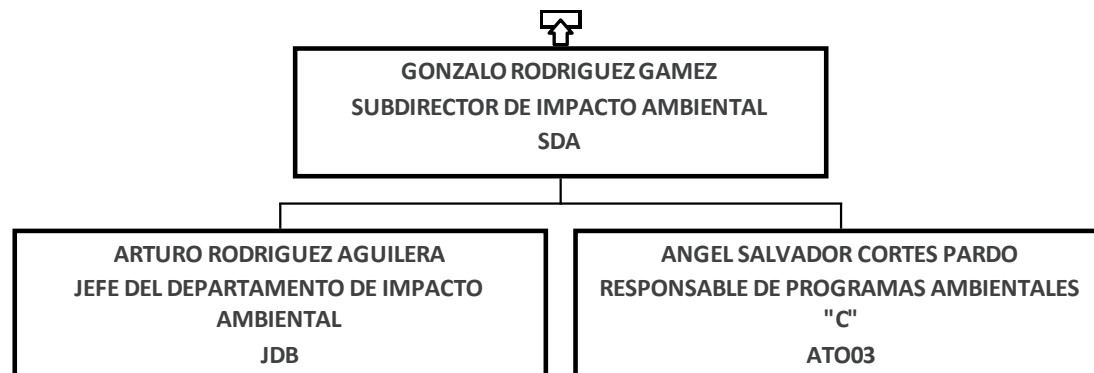 GONZALO RODRIGUEZ GAMEZ
SUBDIRECTOR DE IMPACTO AMBIENTAL
SDA
ARTURO RODRIGUEZ AGUILERA
JEFE DEL DEPARTAMENTO DE IMPACTO
AMBIENTAL
JDB
ANGEL SALVADOR CORTES PARDO
RESPONSABLE DE PROGRAMAS AMBIENTALES
"C"
ATO03